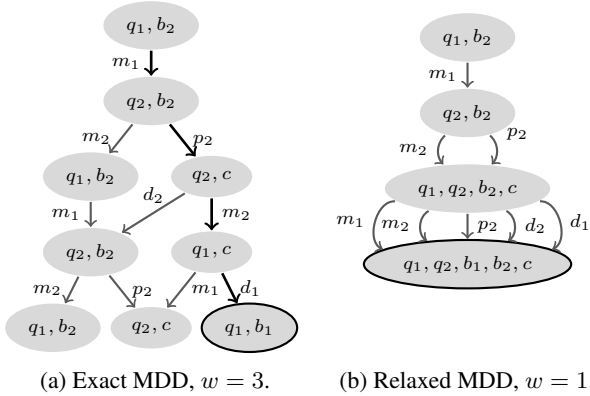 q₁, b₂
m₁
q₂, b₂
m₂ p₂
q₁, b₂ q₂, c
m₁ d₂ m₂
q₂, b₂ q₁, c
m₂ p₂ m₁ d₁
q₁, b₂ q₂, c q₁, b₁
(a) Exact MDD, w = 3.
q₁, b₂
m₁
q₂, b₂
m₂ p₂
q₁, q₂, b₂, c
m₁ m₂ p₂ d₂ d₁
q₁, q₂, b₁, b₂, c
(b) Relaxed MDD, w = 1